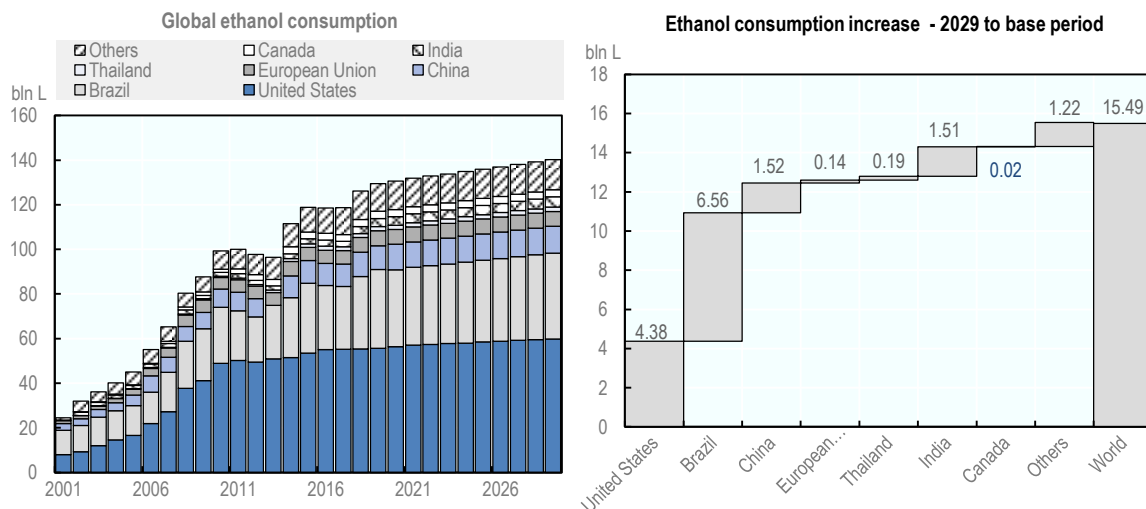 Global ethanol consumption
Others Canada India
Thailand European Union China
Brazil United States
bln L
160
140
120
100
80
60
40
20
0
2001 2006 2011 2016 2021 2026
Ethanol consumption increase - 2029 to base period
bln L
18
16
14
12
10
8
6
4
2
0
4.38
6.56
1.52
0.14
0.19
1.51
0.02
1.22
15.49
United States
Brazil
China
European...
Thailand
India
Canada
Others
World